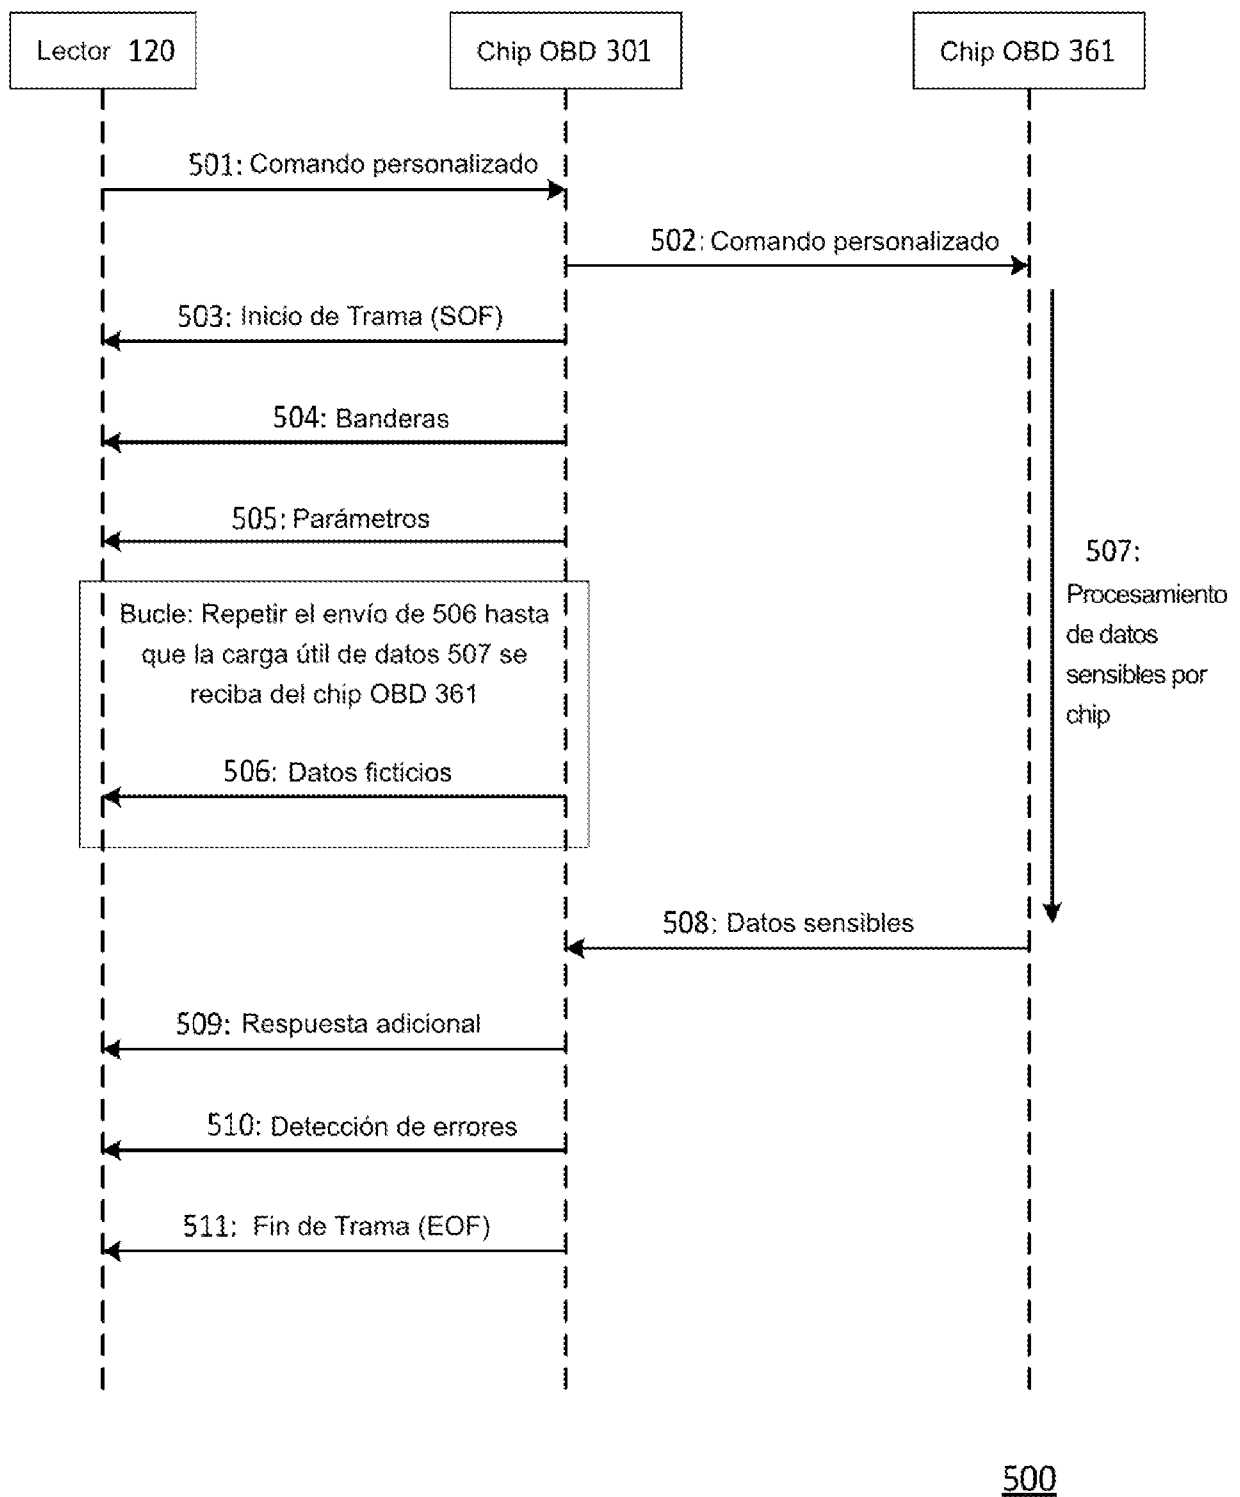 Lector 120
Chip OBD 301
Chip OBD 361
501: Comando personalizado
502: Comando personalizado
503: Inicio de Trama (SOF)
504: Banderas
505: Parámetros
507:
Procesamiento
de datos
sensibles por
chip
Bucle: Repetir el envío de 506 hasta
que la carga útil de datos 507 se
reciba del chip OBD 361
506: Datos ficticios
508: Datos sensibles
509: Respuesta adicional
510: Detección de errores
511: Fin de Trama (EOF)
500